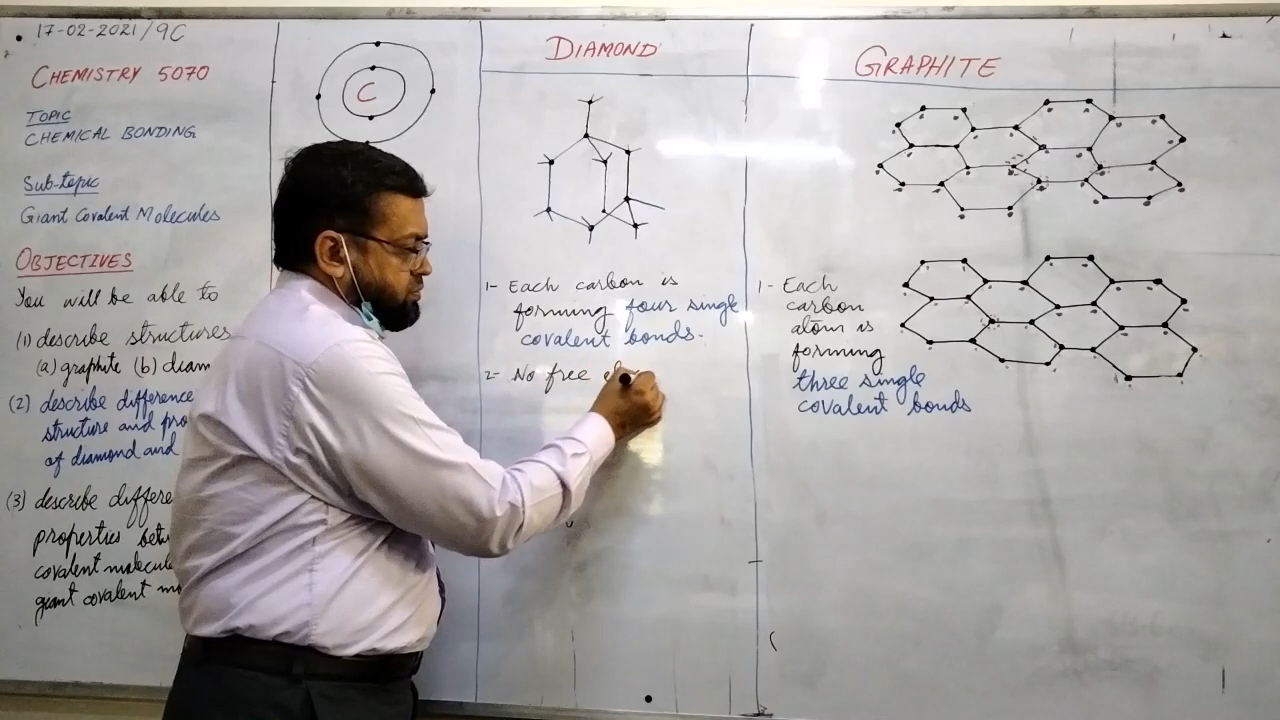 17-02-2021/9C
CHEMISTRY 5070
TOPIC
CHEMICAL BONDING
Sub-topic
Giant Covalent Molecules
OBJECTIVES
You will be able to
(1) describe structures
(a) graphite (b) diam
(2) describe difference
structure and pro
of diamond and
(3) describe differe
properties betw
covalent molecule
giant covalent mo
C
DIAMOND
1- Each carbon is
forming four single
covalent bonds.
2- No free
GRAPHITE
1- Each
carbon
atom is
forming
three single
covalent bonds